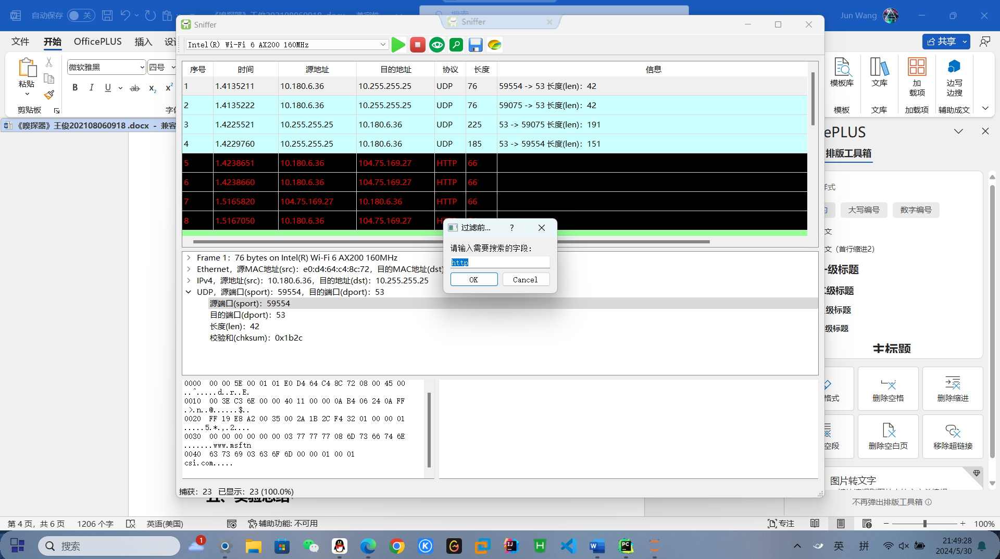 自动保存 关
《嗅探器》王俊202108060918 .docx - 兼容性...
搜索
Jun Wang
Sniffer
Sniffer
文件 开始 OfficePLUS 插入
共享
Intel(R) Wi-Fi 6 AX200 160MHz
粘贴
剪贴板
微软雅黑 四号
B I U ab x₂ x²
模板库
文库
加
载项
边写
边搜
模板 文库 加载项 辅助成文
《嗅探器》王俊202108060918 .docx - 兼容
序号 时间 源地址 目的地址 协议 长度 信息
1 1.4135211 10.180.6.36 10.255.255.25 UDP 76 59554 -> 53 长度(len)：42
2 1.4135222 10.180.6.36 10.255.255.25 UDP 76 59075 -> 53 长度(len)：42
3 1.4225521 10.255.255.25 10.180.6.36 UDP 225 53 -> 59075 长度(len)：191
4 1.4229760 10.255.255.25 10.180.6.36 UDP 185 53 -> 59554 长度(len)：151
5 1.4238651 10.180.6.36 104.75.169.27 HTTP 66
6 1.4238660 10.180.6.36 104.75.169.27 HTTP 66
7 1.5165820 104.75.169.27 10.180.6.36 HTTP 66
8 1.5167050 10.180.6.36 104.75.169.27
过滤前... ?
请输入需要搜索的字段：
http
OK Cancel
Frame 1：76 bytes on Intel(R) Wi-Fi 6 AX200 160MHz
Ethernet，源MAC地址(src)：e0:d4:64:c4:8c:72，目的MAC地址(dst)
IPv4，源地址(src)：10.180.6.36，目的地址(dst)：10.255.255.25
UDP，源端口(sport)：59554，目的端口(dport)：53
源端口(sport)：59554
目的端口(dport)：53
长度(len)：42
校验和(chksum)：0x1b2c
0000 00 00 5E 00 01 01 E0 D4 64 C4 8C 72 08 00 45 00
..^.....d..r..E.
0010 00 3E C3 6E 00 00 40 11 00 00 0A B4 06 24 0A FF
.>.n..@......$..
0020 FF 19 E8 A2 00 35 00 2A 1B 2C F4 32 01 00 00 01
.....5.*.,.2....
0030 00 00 00 00 00 00 03 77 77 77 08 6D 73 66 74 6E
.......www.msftn
0040 63 73 69 03 63 6F 6D 00 00 01 00 01
csi.com.....
捕获：23 已显示：23 (100.0%)
五、实验总结
ePLUS
排版工具箱
样式
大写编号 数字编号
文
文（首行缩进2）
一级标题
二级标题
三级标题
级标题
主标题
格式 删除空格 删除缩进
空段 删除空白页 移除超链接
图片转文字
不再弹出排版工具箱
第 4 页，共 6 页 1206 个字 英语(美国) 辅助功能: 不可用
专注 100%
搜索
1
英 拼
21:49:28
2024/5/30